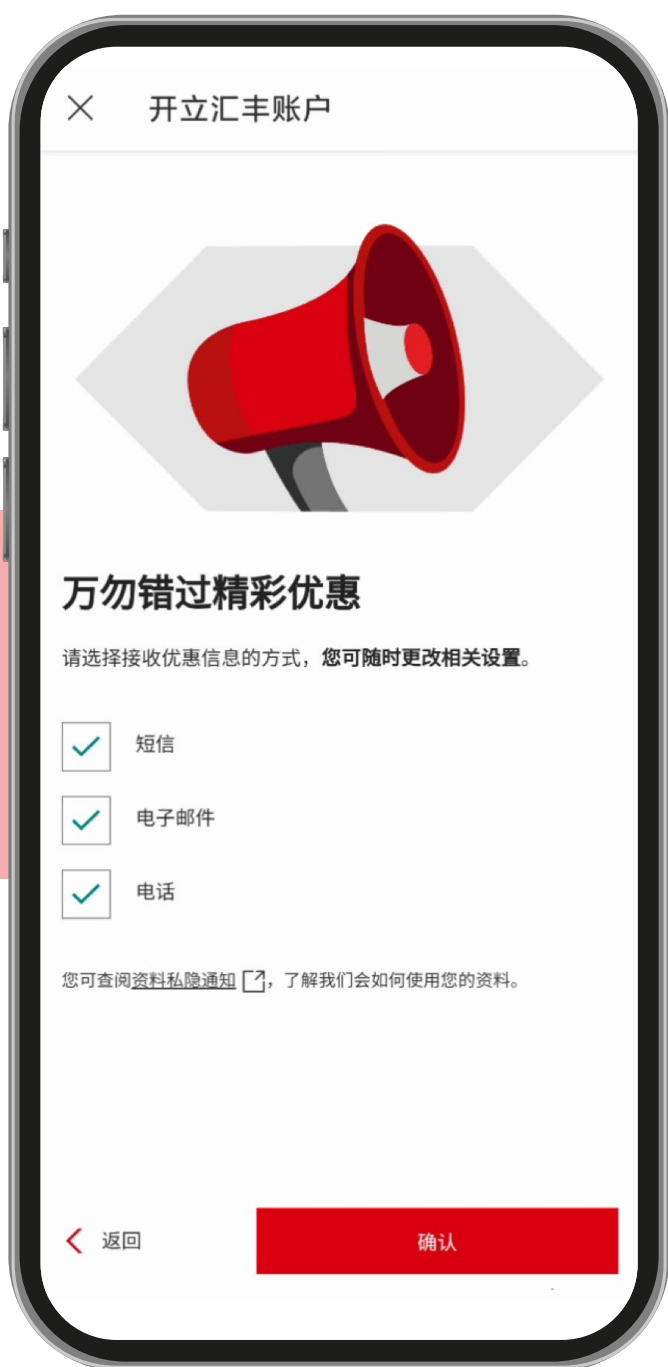 开立汇丰账户
万勿错过精彩优惠
请选择接收优惠信息的方式，您可随时更改相关设置。
短信
电子邮件
电话
您可查阅资料私隐通知，了解我们会如何使用您的资料。
返回
确认